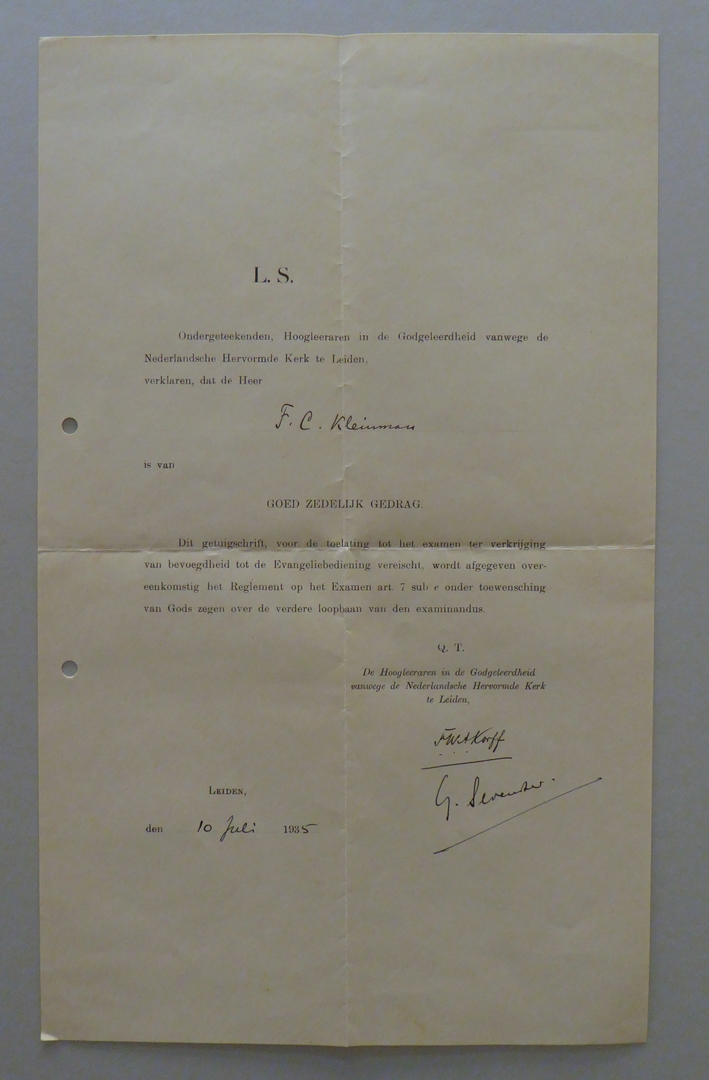 L. S.
Ondergeteekenden, Hoogleeraren in de Godgeleerdheid vanwege de
Nederlandsche Hervormde Kerk te Leiden,
verklaren, dat de Heer
F. C. Kleinman
is van
GOED ZEDELIJK GEDRAG.
Dit getuigschrift, voor de toelating tot het examen ter verkrijging
van bevoegdheid tot de Evangeliebediening vereischt, wordt afgegeven over-
eenkomstig het Reglement op het Examen art. 7 sub e onder toewensching
van Gods zegen over de verdere loopbaan van den examinandus.
Q. T.
De Hoogleeraren in de Godgeleerdheid
vanwege de Nederlandsche Hervormde Kerk
te Leiden,
FWAKorff
G. Sevenster.
LEIDEN,
den 10 Juli 1935